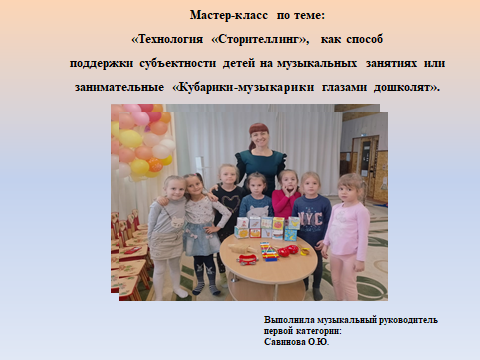 Мастер-класс по теме:
«Технология «Сторителлинг», как способ
поддержки субъектности детей на музыкальных занятиях или
занимательные «Кубарики-музыкарики глазами дошколят».
NYC
Выполнила музыкальный руководитель
первой категории:
Савинова О.Ю.